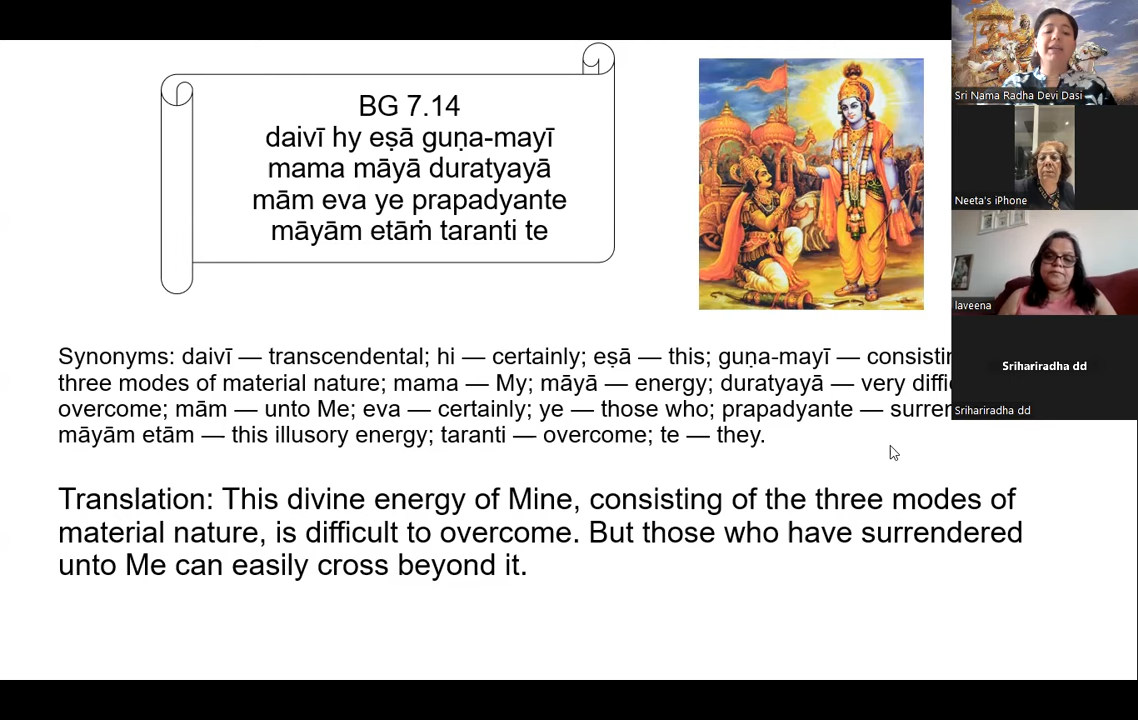 BG 7.14
daivī hy eṣā guṇa-mayī
mama māyā duratyayā
mām eva ye prapadyante
māyām etāṁ taranti te
Synonyms: daivī — transcendental; hi — certainly; eṣā — this; guṇa-mayī —
three modes of material nature; mama — My; māyā — energy; duratyayā — very
overcome; mām — unto Me; eva — certainly; ye — those who; prapadyante —
māyām etām — this illusory energy; taranti — overcome; te — they.
Translation: This divine energy of Mine, consisting of the three modes of
material nature, is difficult to overcome. But those who have surrendered
unto Me can easily cross beyond it.
Sri Nama Radha Devi Dasi
Neeta's iPhone
laveena
Srihariradha dd
Srihariradha dd